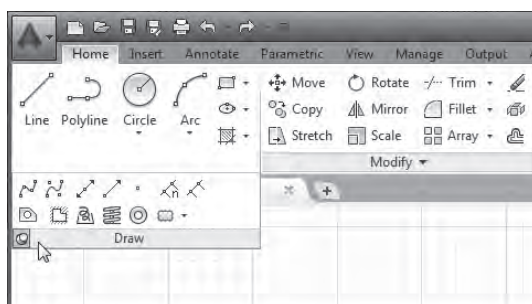 A
Home Insert Annotate Parametric View Manage Output
Move Rotate Trim
Line Polyline Circle Arc
Copy Mirror Fillet
Stretch Scale Array
Modify
Draw